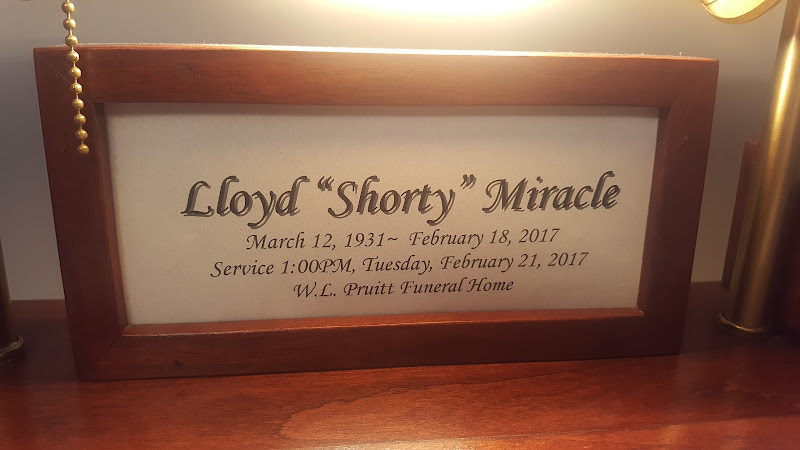 Lloyd “Shorty” Miracle
March 12, 1931~ February 18, 2017
Service 1:00PM, Tuesday, February 21, 2017
W.L. Pruitt Funeral Home